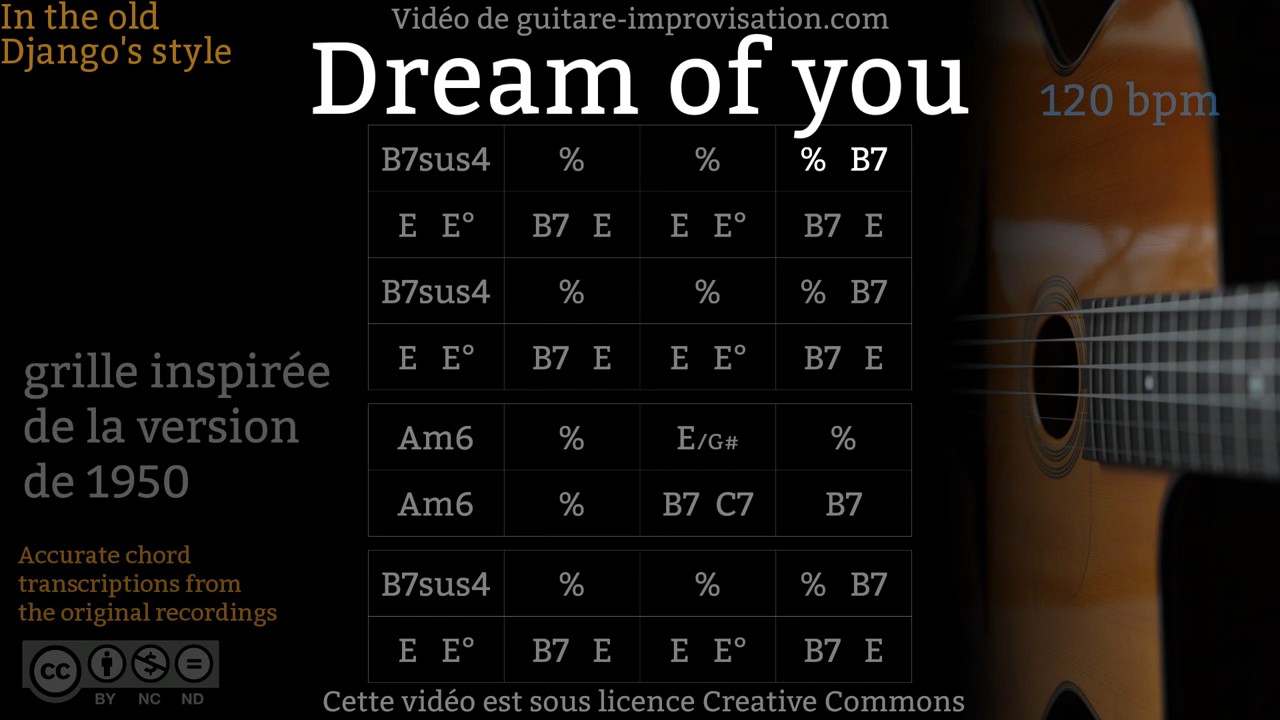 In the old
Django's style
Vidéo de guitare-improvisation.com
Dream of you
120 bpm
B7sus4 % % % B7
E E° B7 E E E° B7 E
B7sus4 % % % B7
E E° B7 E E E° B7 E
Am6 % E/G# %
Am6 % B7 C7 B7
B7sus4 % % % B7
E E° B7 E E E° B7 E
grille inspirée
de la version
de 1950
Accurate chord
transcriptions from
the original recordings
cc
BY NC ND
Cette vidéo est sous licence Creative Commons